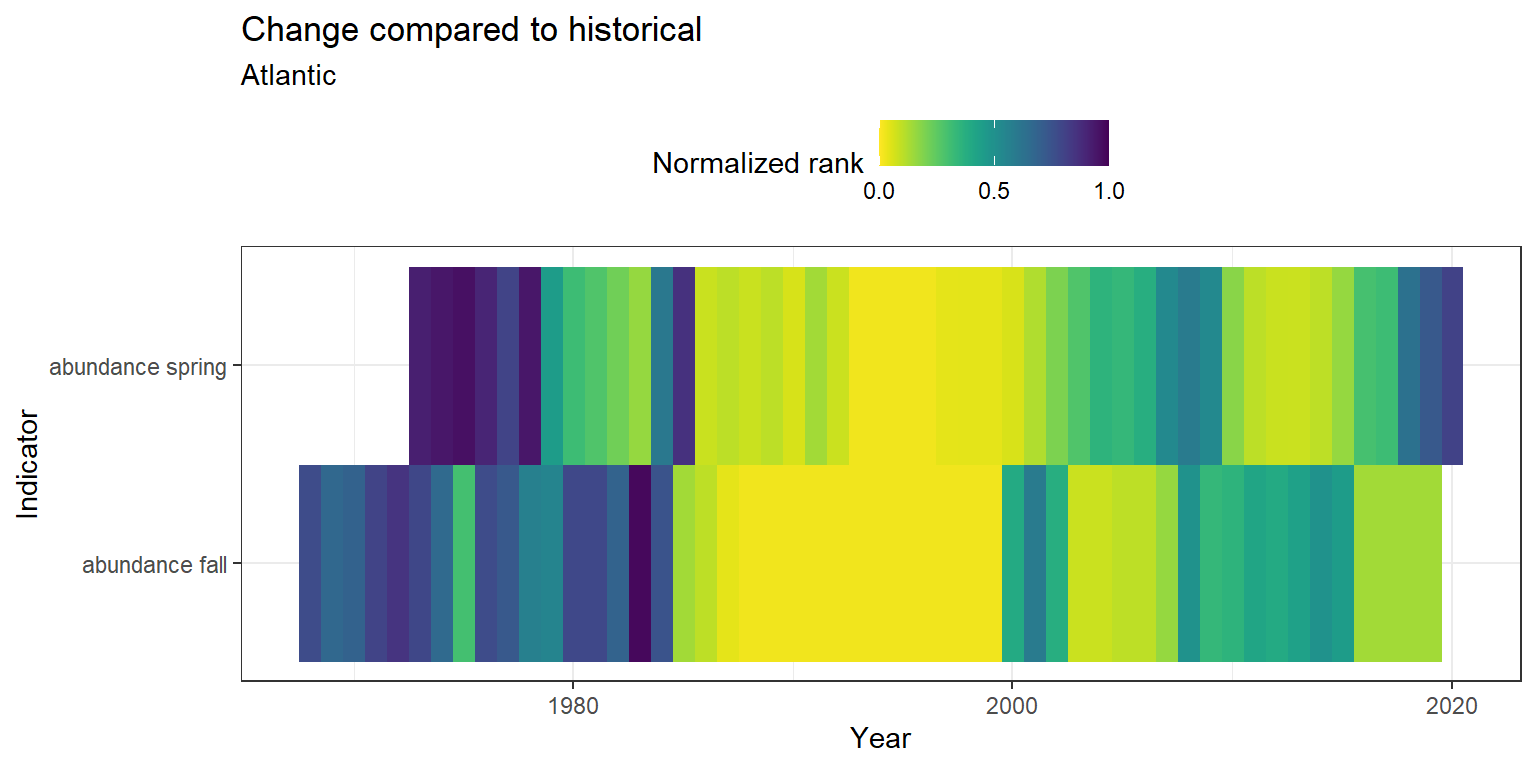 Change compared to historical
Atlantic
Normalized rank
0.0 0.5 1.0
Indicator
abundance spring
abundance fall
1980 2000 2020
Year